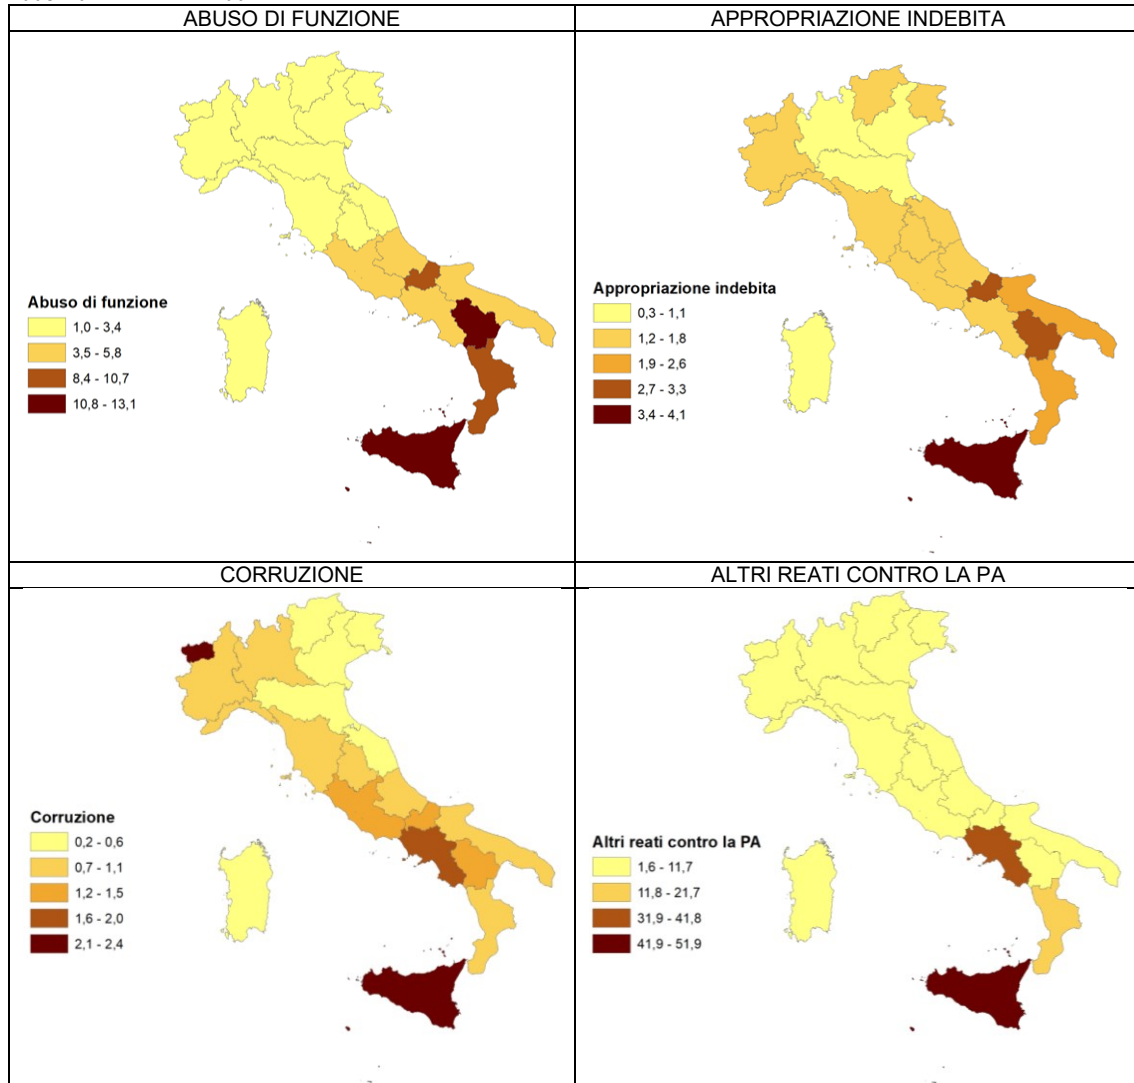 ABUSO DI FUNZIONE
APPROPRIAZIONE INDEBITA
Abuso di funzione
1,0 - 3,4
3,5 - 5,8
8,4 - 10,7
10,8 - 13,1
Appropriazione indebita
0,3 - 1,1
1,2 - 1,8
1,9 - 2,6
2,7 - 3,3
3,4 - 4,1
CORRUZIONE
ALTRI REATI CONTRO LA PA
Corruzione
0,2 - 0,6
0,7 - 1,1
1,2 - 1,5
1,6 - 2,0
2,1 - 2,4
Altri reati contro la PA
1,6 - 11,7
11,8 - 21,7
31,9 - 41,8
41,9 - 51,9